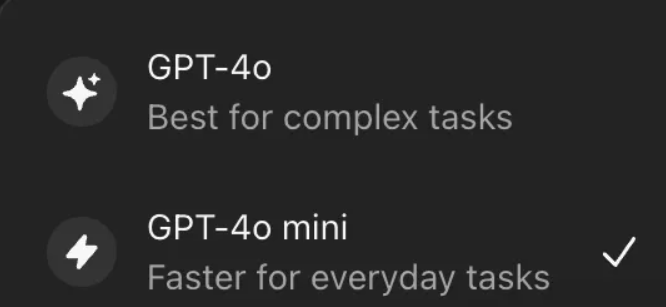 GPT-4o
Best for complex tasks
GPT-4o mini
Faster for everyday tasks